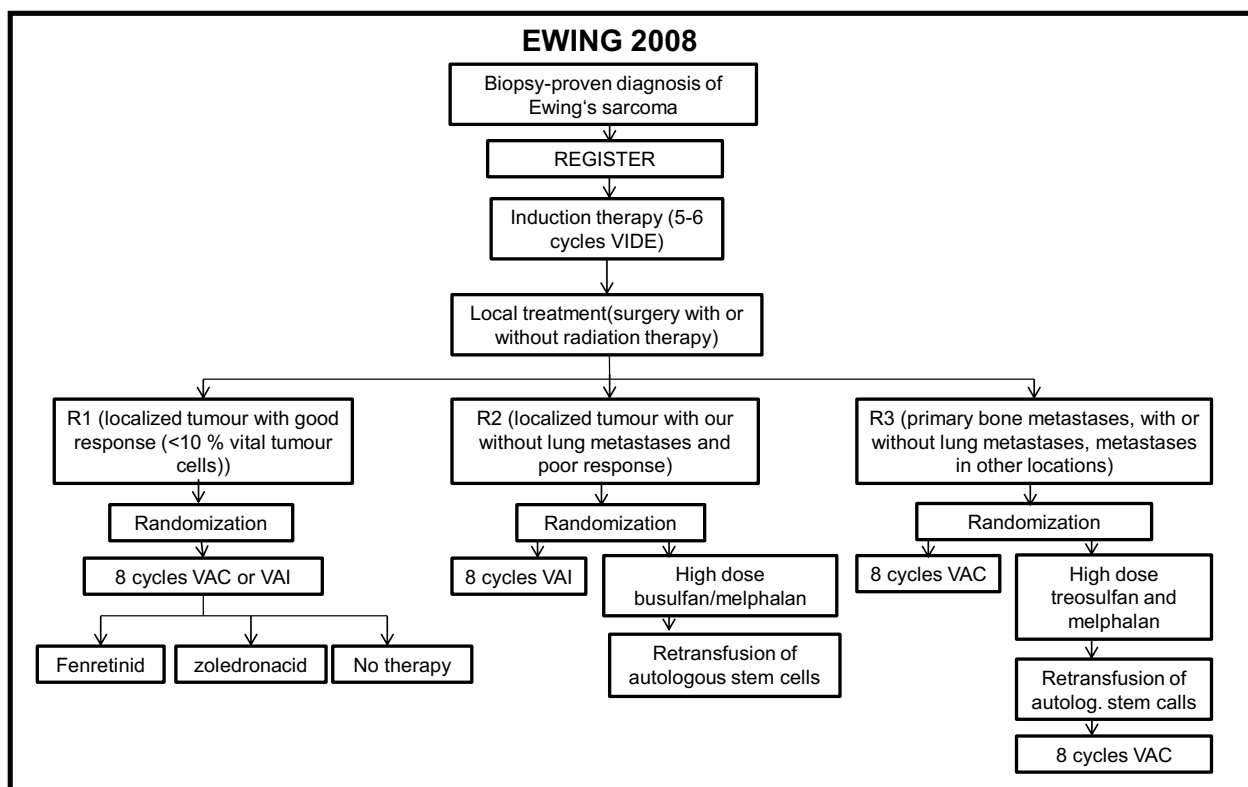 EWING 2008
Biopsy-proven diagnosis of
Ewing‘s sarcoma
REGISTER
Induction therapy (5-6
cycles VIDE)
Local treatment(surgery with or
without radiation therapy)
R1 (localized tumour with good
response (<10 % vital tumour
cells))
Randomization
8 cycles VAC or VAI
Fenretinid
zoledronacid
No therapy
R2 (localized tumour with our
without lung metastases and
poor response)
Randomization
8 cycles VAI
High dose
busulfan/melphalan
Retransfusion of
autologous stem cells
R3 (primary bone metastases, with or
without lung metastases, metastases
in other locations)
Randomization
8 cycles VAC
High dose
treosulfan and
melphalan
Retransfusion of
autolog. stem calls
8 cycles VAC